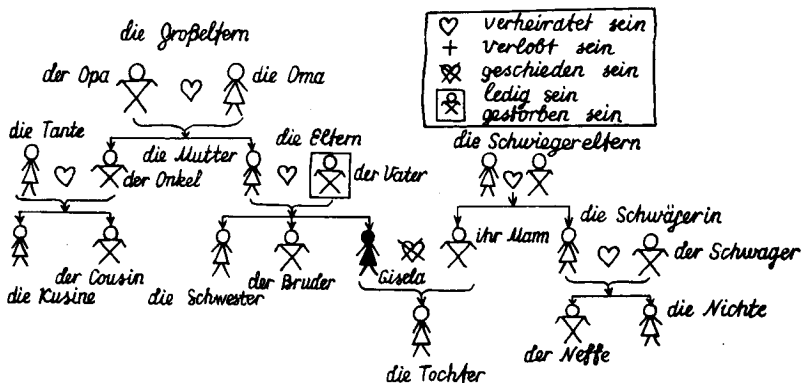 die Großeltern
der Opa
die Oma
verheiratet sein
verlobt sein
geschieden sein
ledig sein
gestorben sein
die Tante
der Onkel
die Mutter
die Eltern
der Vater
die Schwiegereltern
die Schwägerin
der Schwager
ihr Mann
Gisela
der Bruder
die Schwester
der Cousin
die Kusine
die Tochter
der Neffe
die Nichte